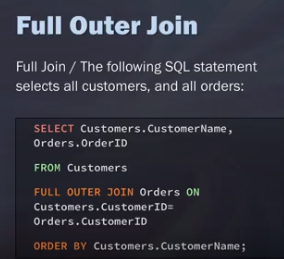 Full Outer Join
Full Join / The following SQL statement
selects all customers, and all orders:
SELECT Customers.CustomerName,
Orders.OrderID
FROM Customers
FULL OUTER JOIN Orders ON
Customers.CustomerID=
Orders.CustomerID
ORDER BY Customers.CustomerName;